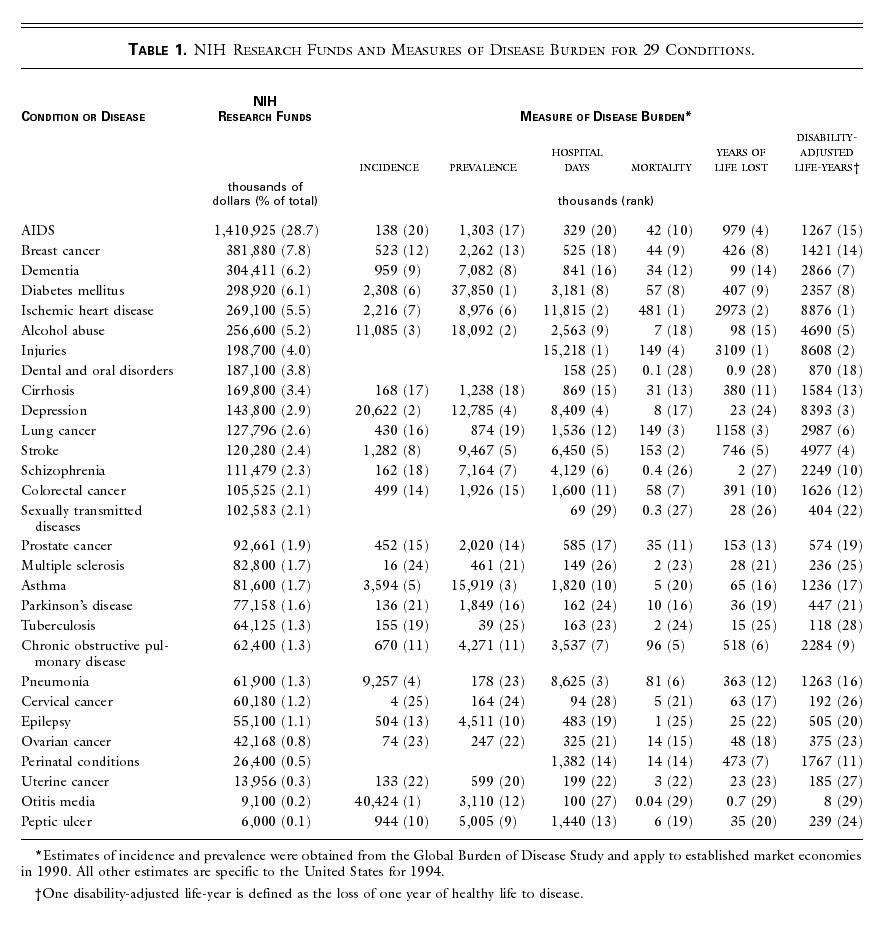 TABLE 1. NIH RESEARCH FUNDS AND MEASURES OF DISEASE BURDEN FOR 29 CONDITIONS.
CONDITION OR DISEASE NIH RESEARCH FUNDS MEASURE OF DISEASE BURDEN*
INCIDENCE PREVALENCE HOSPITAL DAYS MORTALITY YEARS OF LIFE LOST DISABILITY-ADJUSTED LIFE-YEARS†
thousands of dollars (% of total) thousands (rank)
AIDS 1,410,925 (28.7) 138 (20) 1,303 (17) 329 (20) 42 (10) 979 (4) 1267 (15)
Breast cancer 381,880 (7.8) 523 (12) 2,262 (13) 525 (18) 44 (9) 426 (8) 1421 (14)
Dementia 304,411 (6.2) 959 (9) 7,082 (8) 841 (16) 34 (12) 99 (14) 2866 (7)
Diabetes mellitus 298,920 (6.1) 2,308 (6) 37,850 (1) 3,181 (8) 57 (8) 407 (9) 2357 (8)
Ischemic heart disease 269,100 (5.5) 2,216 (7) 8,976 (6) 11,815 (2) 481 (1) 2973 (2) 8876 (1)
Alcohol abuse 256,600 (5.2) 11,085 (3) 18,092 (2) 2,563 (9) 7 (18) 98 (15) 4690 (5)
Injuries 198,700 (4.0) 15,218 (1) 149 (4) 3109 (1) 8608 (2)
Dental and oral disorders 187,100 (3.8) 158 (25) 0.1 (28) 0.9 (28) 870 (18)
Cirrhosis 169,800 (3.4) 168 (17) 1,238 (18) 869 (15) 31 (13) 380 (11) 1584 (13)
Depression 143,800 (2.9) 20,622 (2) 12,785 (4) 8,409 (4) 8 (17) 23 (24) 8393 (3)
Lung cancer 127,796 (2.6) 430 (16) 874 (19) 1,536 (12) 149 (3) 1158 (3) 2987 (6)
Stroke 120,280 (2.4) 1,282 (8) 9,467 (5) 6,450 (5) 153 (2) 746 (5) 4977 (4)
Schizophrenia 111,479 (2.3) 162 (18) 7,164 (7) 4,129 (6) 0.4 (26) 2 (27) 2249 (10)
Colorectal cancer 105,525 (2.1) 499 (14) 1,926 (15) 1,600 (11) 58 (7) 391 (10) 1626 (12)
Sexually transmitted 102,583 (2.1) 69 (29) 0.3 (27) 28 (26) 404 (22)
diseases
Prostate cancer 92,661 (1.9) 452 (15) 2,020 (14) 585 (17) 35 (11) 153 (13) 574 (19)
Multiple sclerosis 82,800 (1.7) 16 (24) 461 (21) 149 (26) 2 (23) 28 (21) 236 (25)
Asthma 81,600 (1.7) 3,594 (5) 15,919 (3) 1,820 (10) 5 (20) 65 (16) 1236 (17)
Parkinson's disease 77,158 (1.6) 136 (21) 1,849 (16) 162 (24) 10 (16) 36 (19) 447 (21)
Tuberculosis 64,125 (1.3) 155 (19) 39 (25) 163 (23) 2 (24) 15 (25) 118 (28)
Chronic obstructive pul- 62,400 (1.3) 670 (11) 4,271 (11) 3,537 (7) 96 (5) 518 (6) 2284 (9)
monary disease
Pneumonia 61,900 (1.3) 9,257 (4) 178 (23) 8,625 (3) 81 (6) 363 (12) 1263 (16)
Cervical cancer 60,180 (1.2) 4 (25) 164 (24) 94 (28) 5 (21) 63 (17) 192 (26)
Epilepsy 55,100 (1.1) 504 (13) 4,511 (10) 483 (19) 1 (25) 25 (22) 505 (20)
Ovarian cancer 42,168 (0.8) 74 (23) 247 (22) 325 (21) 14 (15) 48 (18) 375 (23)
Perinatal conditions 26,400 (0.5) 1,382 (14) 14 (14) 473 (7) 1767 (11)
Uterine cancer 13,956 (0.3) 133 (22) 599 (20) 199 (22) 3 (22) 23 (23) 185 (27)
Otitis media 9,100 (0.2) 40,424 (1) 3,110 (12) 100 (27) 0.04 (29) 0.7 (29) 8 (29)
Peptic ulcer 6,000 (0.1) 944 (10) 5,005 (9) 1,440 (13) 6 (19) 35 (20) 239 (24)
*Estimates of incidence and prevalence were obtained from the Global Burden of Disease Study and apply to established market economies
in 1990. All other estimates are specific to the United States for 1994.
†One disability-adjusted life-year is defined as the loss of one year of healthy life to disease.